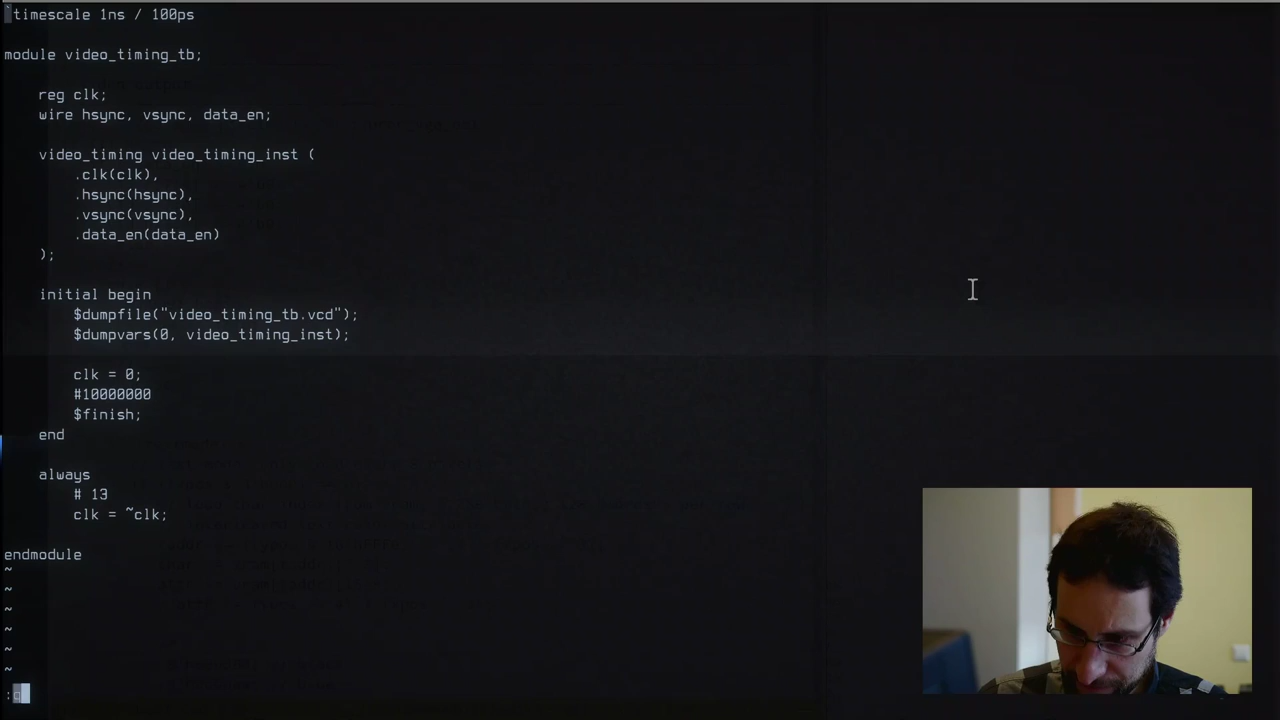 `timescale 1ns / 100ps
module video_timing_tb;
reg clk;
wire hsync, vsync, data_en;
video_timing video_timing_inst (
.clk(clk),
.hsync(hsync),
.vsync(vsync),
.data_en(data_en)
);
initial begin
$dumpfile("video_timing_tb.vcd");
$dumpvars(0, video_timing_inst);
clk = 0;
#10000000
$finish;
end
always
# 13
clk = ~clk;
endmodule
~
~
~
~
~
~
:q